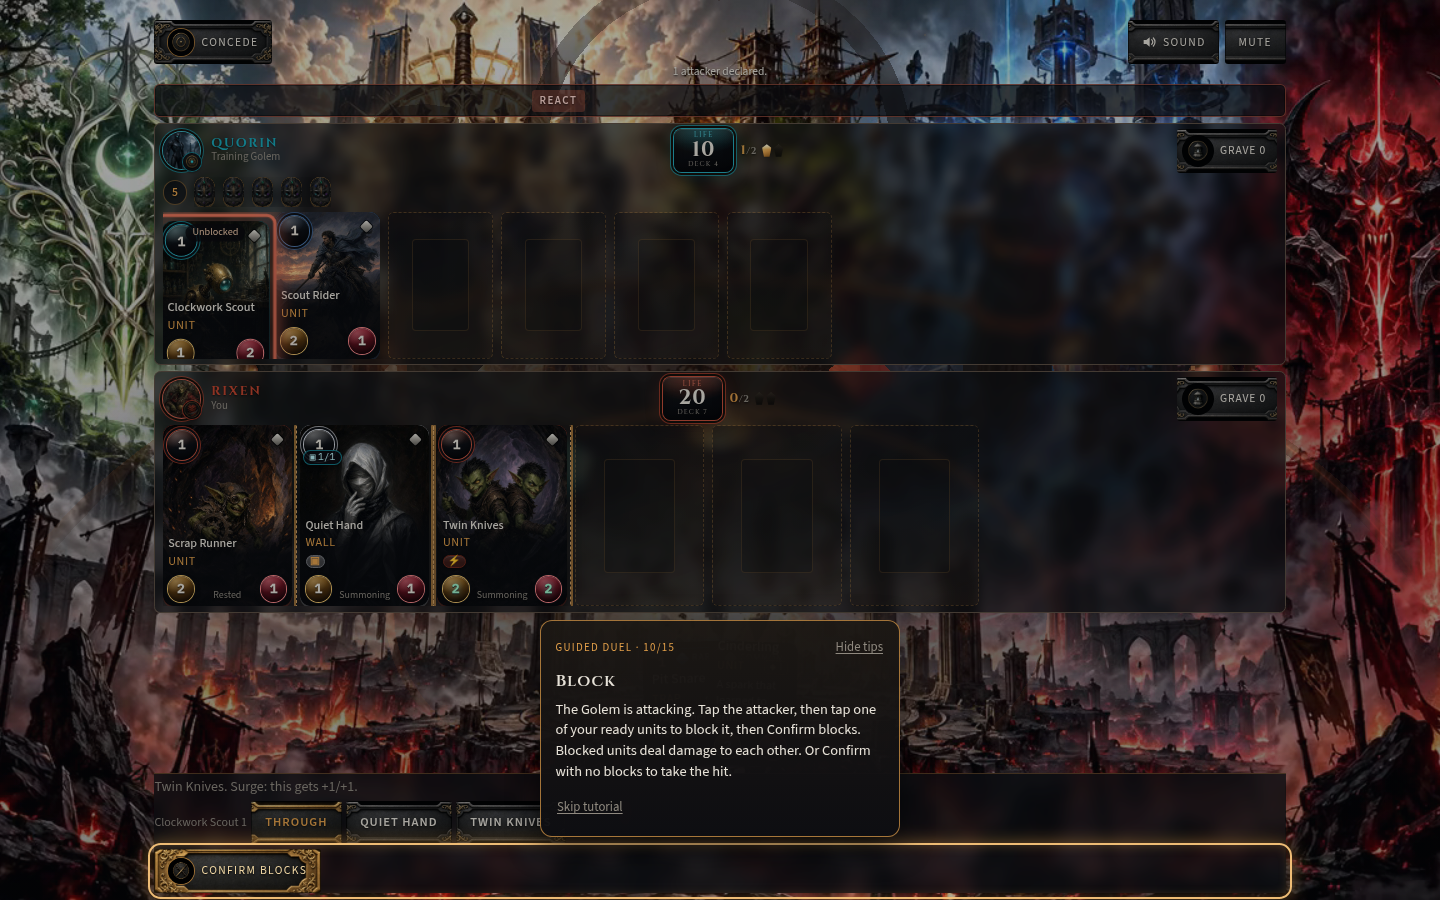 CONCEDE
SOUND
MUTE
1 attacker declared.
REACT
QUORIN
Training Golem
LIFE
10
DECK 4
1/2
GRAVE 0
5
1
Unblocked
Clockwork Scout
UNIT
1
2
1
Scout Rider
UNIT
2
1
RIXEN
You
LIFE
20
DECK 7
0/2
GRAVE 0
1
Scrap Runner
UNIT
2
Rested
1
1
1/1
Quiet Hand
WALL
1
Summoning
1
1
Twin Knives
UNIT
2
Summoning
2
GUIDED DUEL · 10/15
Hide tips
BLOCK
The Golem is attacking. Tap the attacker, then tap one
of your ready units to block it, then Confirm blocks.
Blocked units deal damage to each other. Or Confirm
with no blocks to take the hit.
Skip tutorial
Twin Knives. Surge: this gets +1/+1.
Clockwork Scout 1
THROUGH
QUIET HAND
TWIN KNIVE
CONFIRM BLOCKS